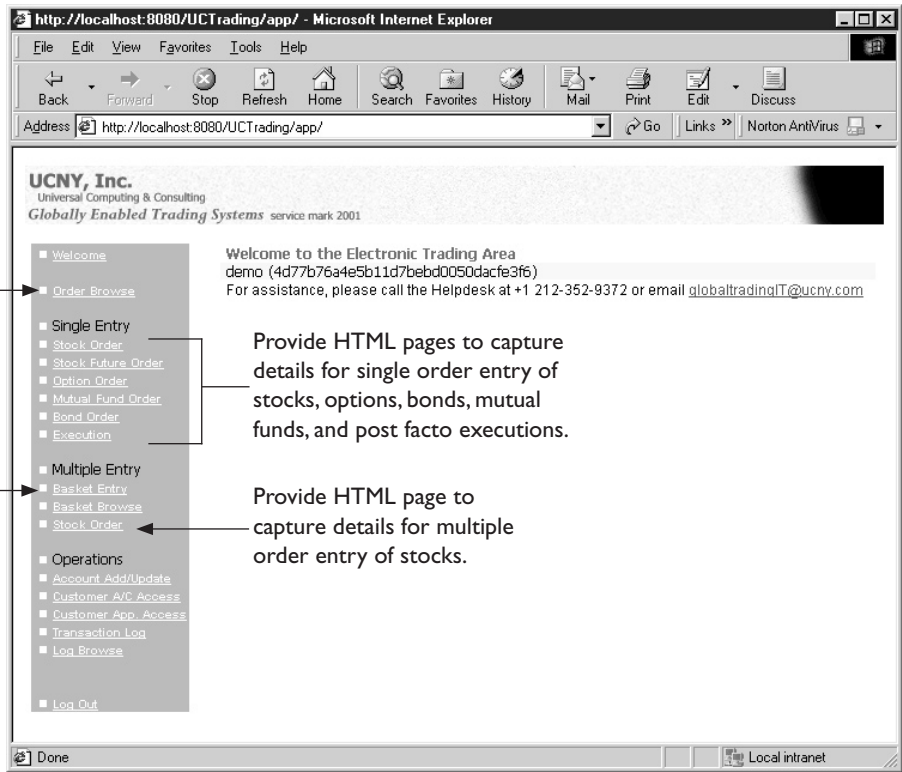 http://localhost:8080/UCTrading/app/ - Microsoft Internet Explorer
File Edit View Favorites Tools Help
Back Forward Stop Refresh Home Search Favorites History Mail Print Edit Discuss
Address http://localhost:8080/UCTrading/app/ Go Links » Norton AntiVirus
UCNY, Inc.
Universal Computing & Consulting
Globally Enabled Trading Systems service mark 2001
Welcome
Order Browse
Single Entry
Stock Order
Stock Future Order
Option Order
Mutual Fund Order
Bond Order
Execution
Multiple Entry
Basket Entry
Basket Browse
Stock Order
Operations
Account Add/Update
Customer A/C Access
Customer App. Access
Transaction Log
Log Browse
Log Out
Welcome to the Electronic Trading Area
demo (4d77b76a4e5b11d7bebd0050dacfe3f6)
For assistance, please call the Helpdesk at +1 212-352-9372 or email globaltradingIT@ucny.com
Provide HTML pages to capture
details for single order entry of
stocks, options, bonds, mutual
funds, and post facto executions.
Provide HTML page to
capture details for multiple
order entry of stocks.
Done
Local intranet